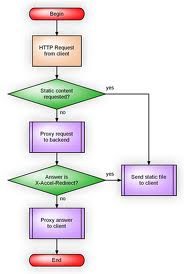 Begin
HTTP Request
from client
Static content
requested?
yes
no
Proxy request
to backend
Answer is
X-Accel-Redirect?
yes
Send static file
to client
no
Proxy answer
to client
End